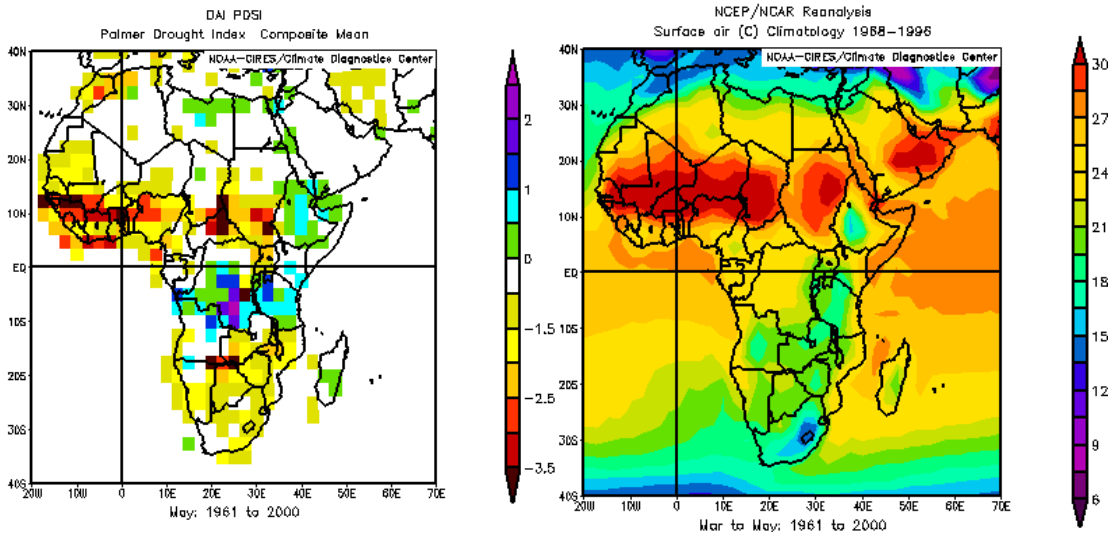 DAI PDSI
Palmer Drought Index Composite Mean
NOAA-CIRES/Climate Diagnostics Center
40N
30N
20N
10N
EQ
10S
20S
30S
40S
20W 10W 0 10E 20E 30E 40E 50E 60E 70E
May: 1961 to 2000
2
1
0
-1.5
-2.5
-3.5
NCEP/NCAR Reanalysis
Surface air (C) Climatology 1968-1996
NOAA-CIRES/Climate Diagnostics Center
40N
30N
20N
10N
EQ
10S
20S
30S
40S
20W 10W 0 10E 20E 30E 40E 50E 60E 70E
Mar to May: 1961 to 2000
30
27
24
21
18
15
12
9
6